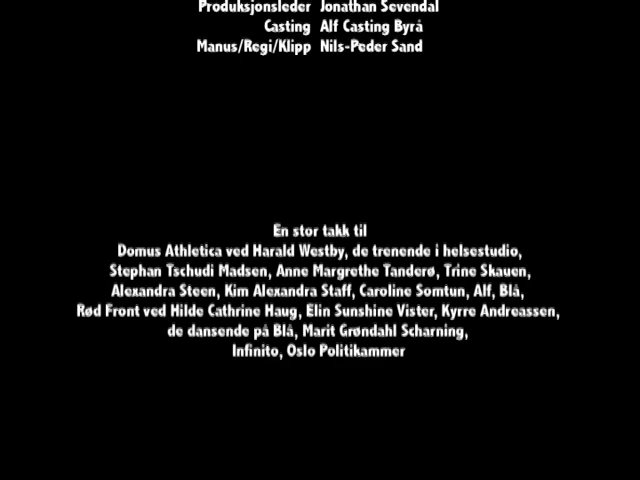 Produksjonsleder Jonathan Sevendal
Casting Alf Casting Byrå
Manus/Regi/Klipp Nils-Peder Sand
En stor takk til
Domus Athletica ved Harald Westby, de trenende i helsestudio,
Stephan Tschudi Madsen, Anne Margrethe Tanderø, Trine Skauen,
Alexandra Steen, Kim Alexandra Staff, Caroline Somtun, Alf, Blå,
Rød Front ved Hilde Cathrine Haug, Elin Sunshine Vister, Kyrre Andreassen,
de dansende på Blå, Marit Grøndahl Scharning,
Infinito, Oslo Politikammer